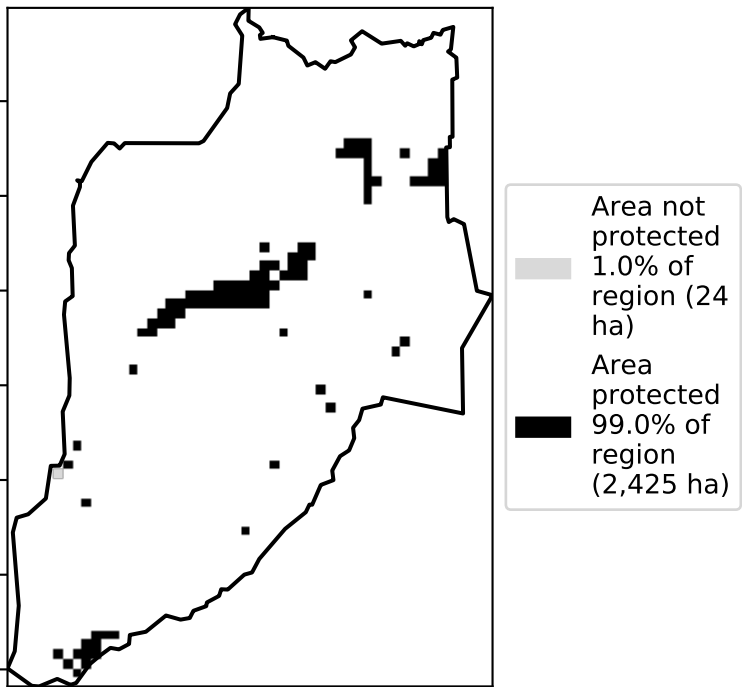 Area not
protected
1.0% of
region (24
ha)
Area
protected
99.0% of
region
(2,425 ha)